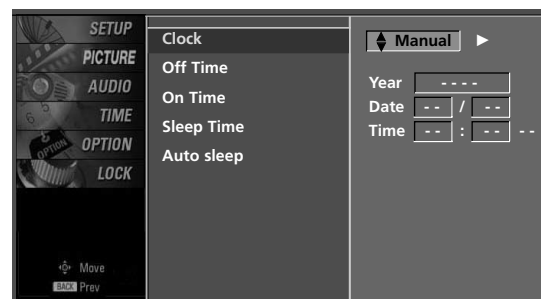 SETUP
PICTURE
AUDIO
TIME
OPTION
LOCK
Move
BACK Prev
Clock
Off Time
On Time
Sleep Time
Auto sleep
Manual
Year - - - -
Date - - / - -
Time - - : - - - -